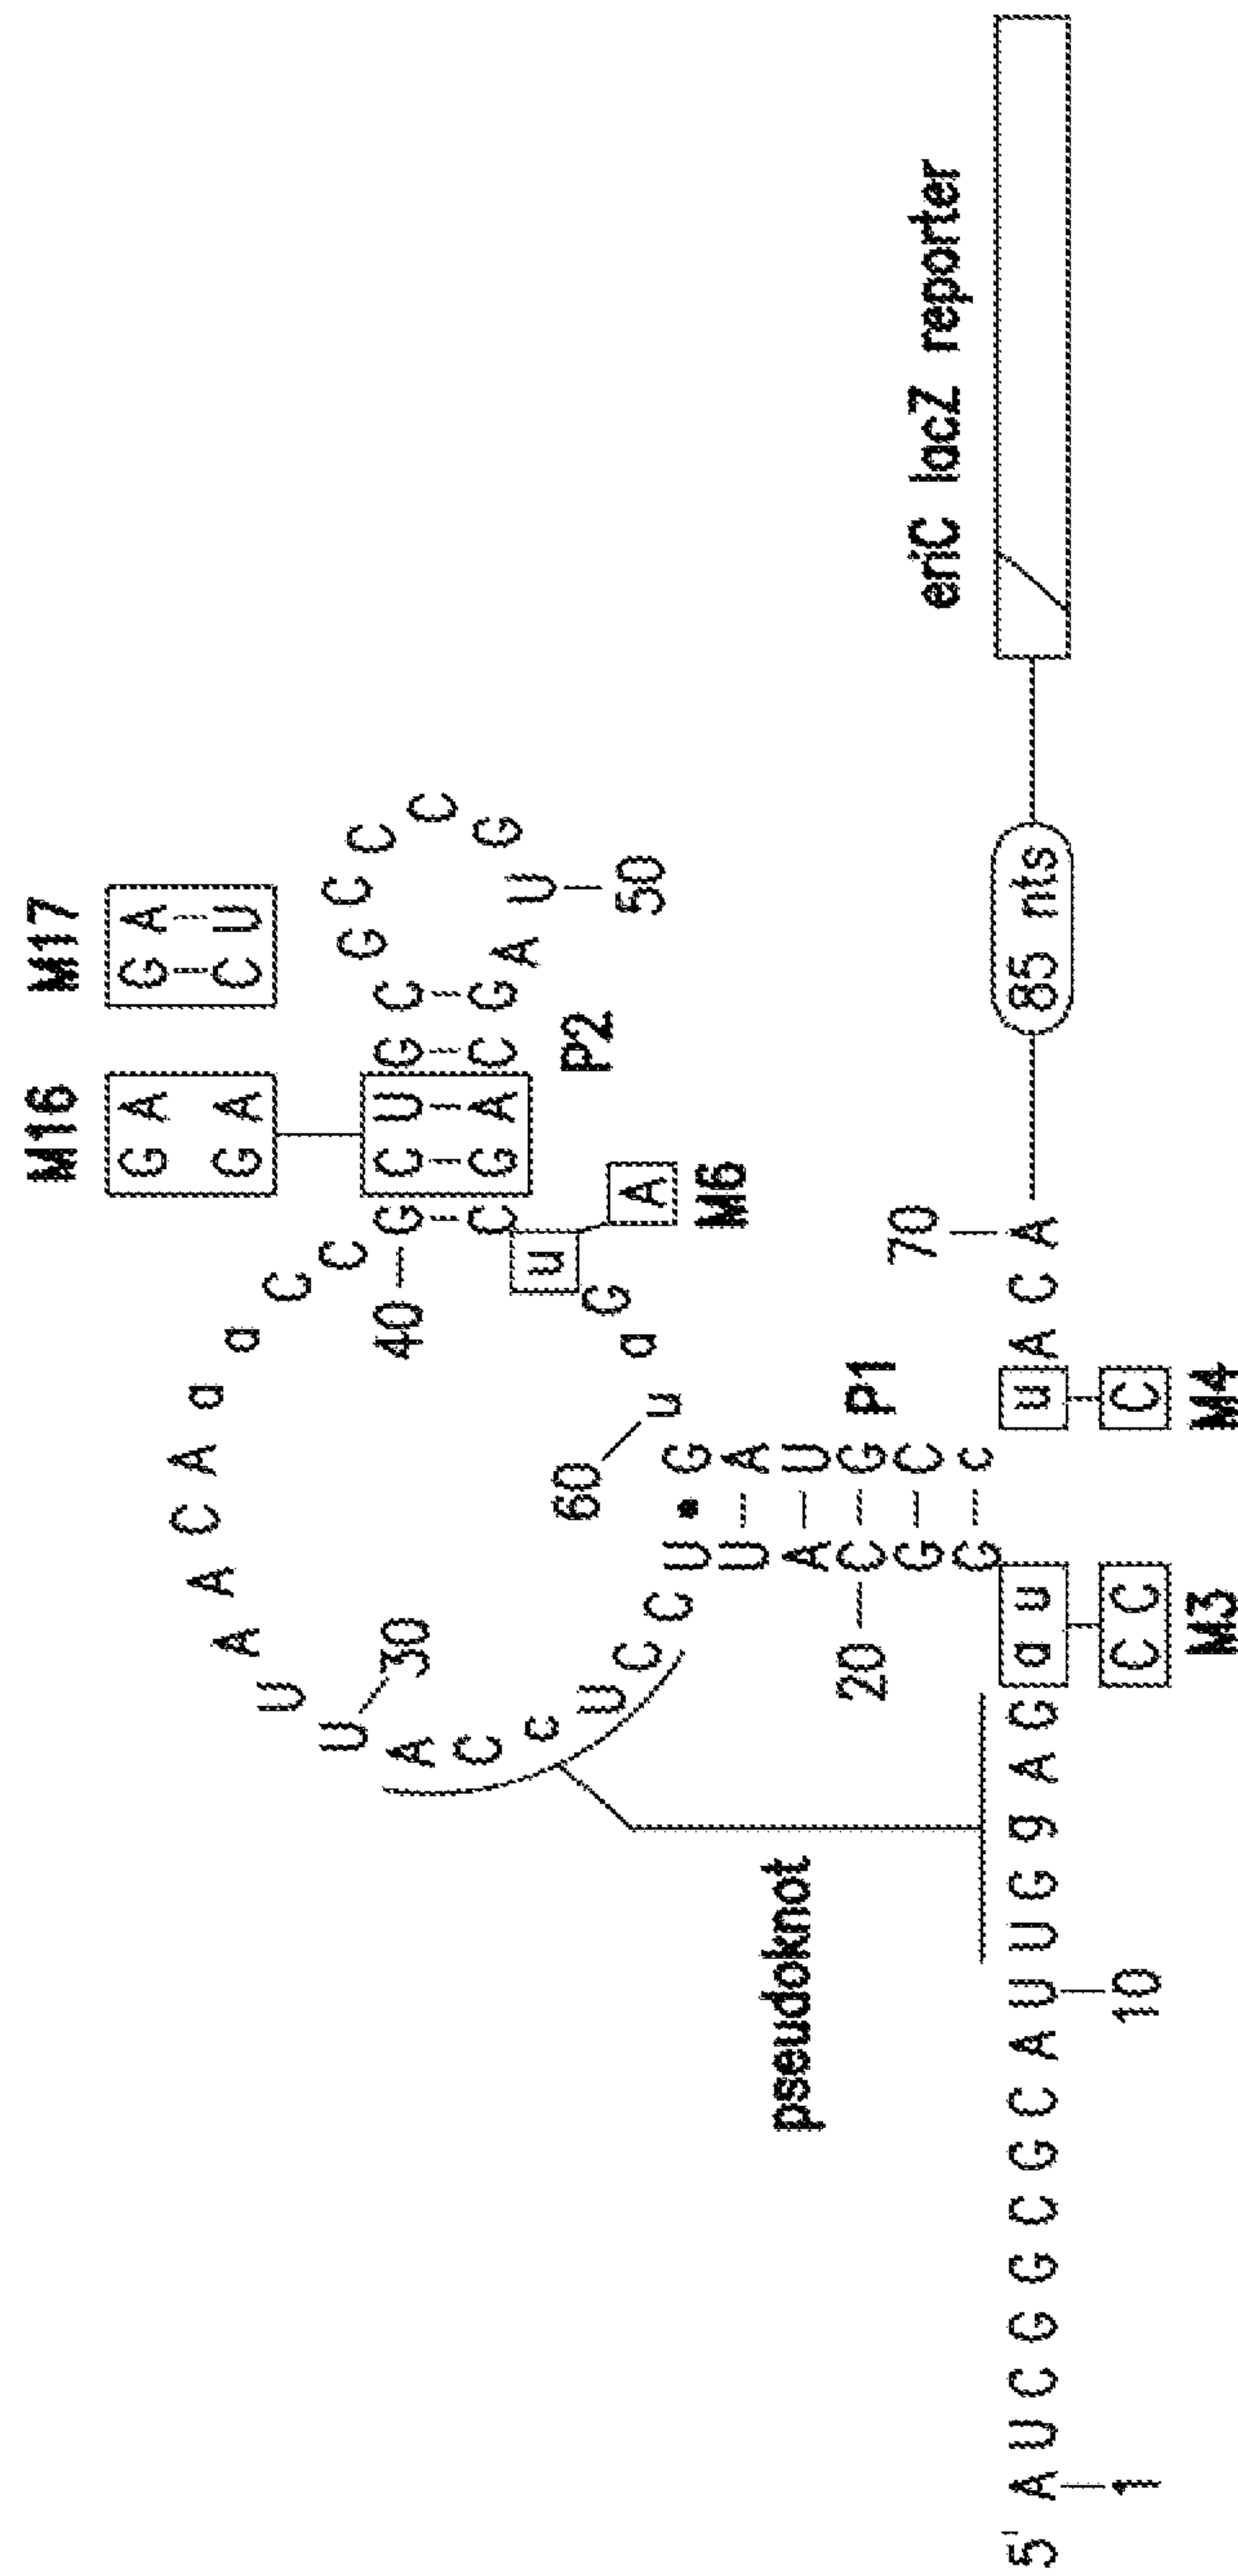 M16 M17
G A
G A
G A
C U
A A C A a a C C
U U
30
A C c U C C
40
G C U G C
G C C C G U A
50
C G A C G
P2
u G a u
60
A
M6
pseudoknot
U U A C G G
G A U G C c
P1
20
eriC lacZ reporter
70
5' A U C G G C G C A U U G g A G a u u A C A 85 nts
1 10
C C C
M3 M4